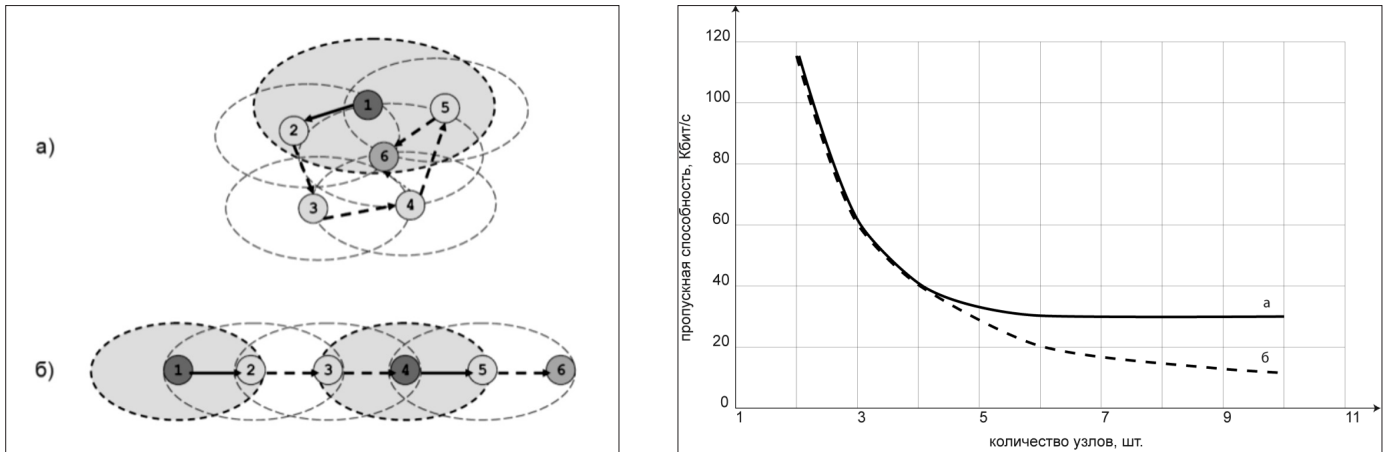 а)
1
5
2
6
3
4
б)
1 2 3 4 5 6
пропускная способность, Кбит/с
120
100
80
60
40
20
0
а
б
1 3 5 7 9 11
количество узлов, шт.